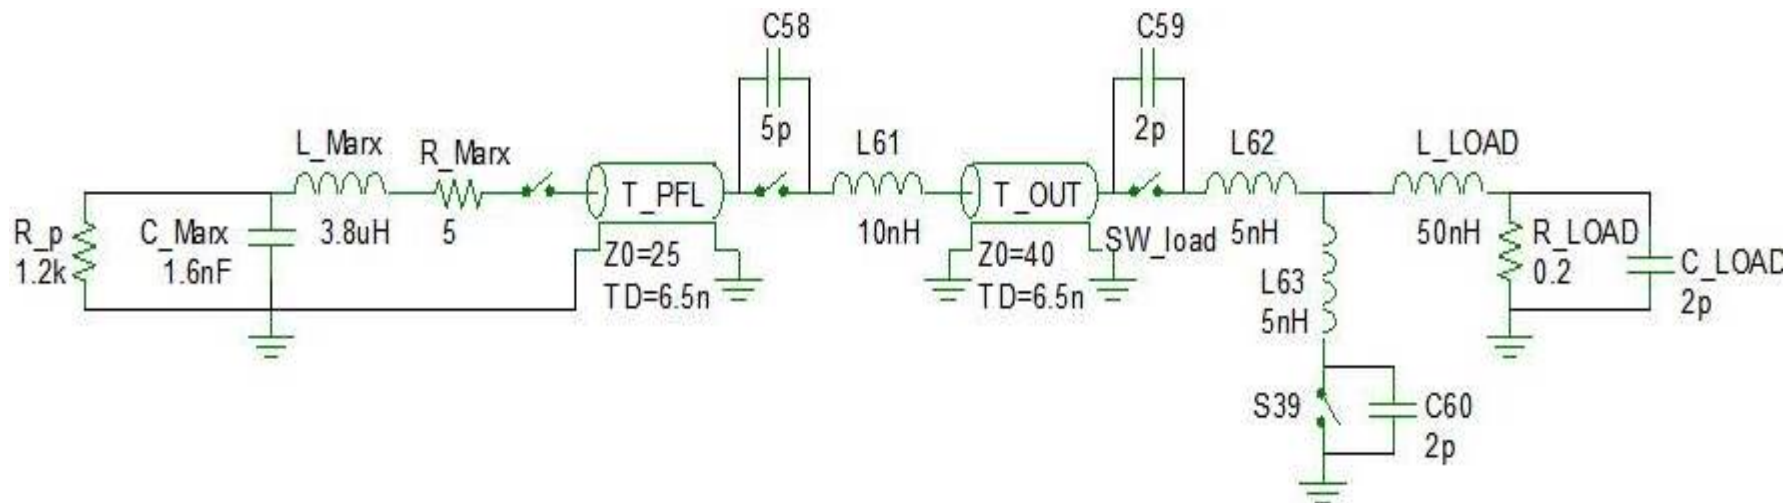 C58
5p
C59
2p
L_Marx
3.8uH
R_Marx
5
R_p
1.2k
C_Marx
1.6nF
T_PFL
Z0=25
TD=6.5n
L61
10nH
T_OUT
Z0=40
TD=6.5n
SW_load
L62
5nH
L_LOAD
50nH
L63
5nH
R_LOAD
0.2
C_LOAD
2p
S39
C60
2p